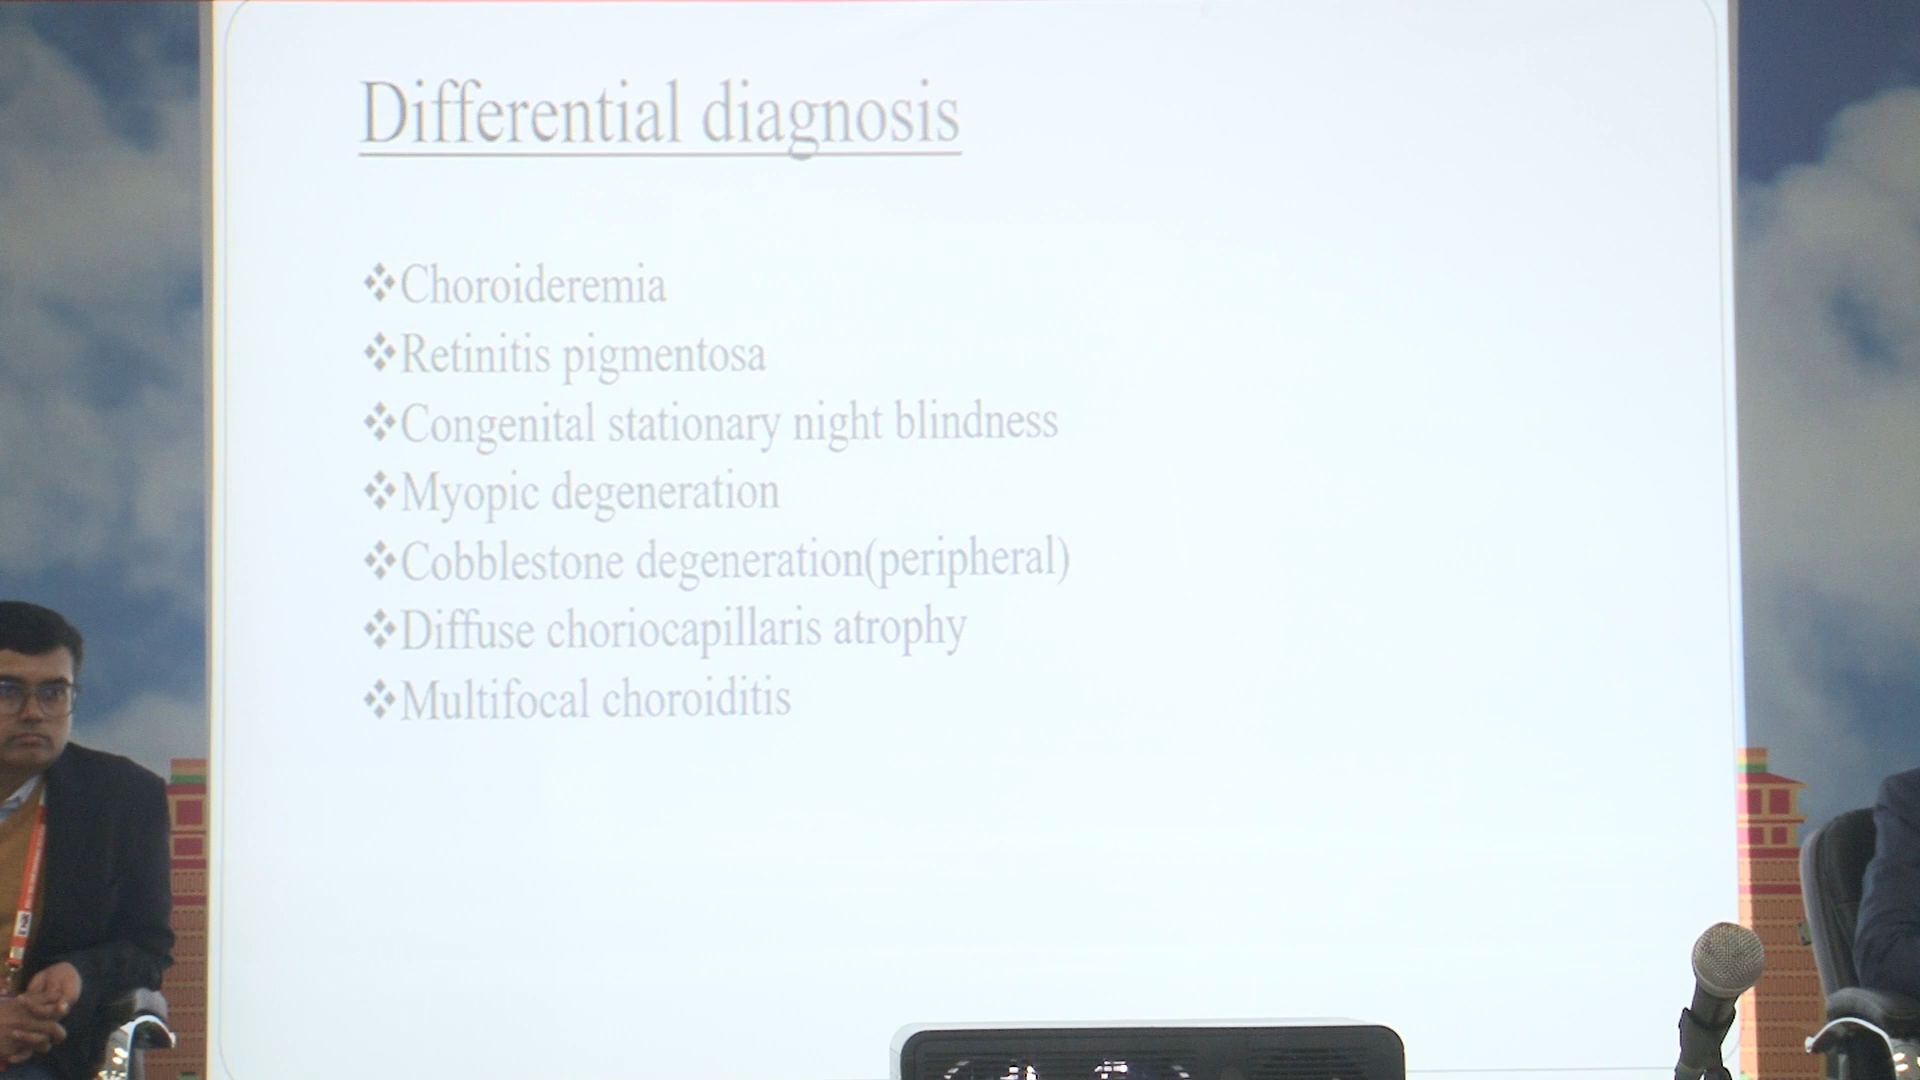 Differential diagnosis
❖Choroideremia
❖Retinitis pigmentosa
❖Congenital stationary night blindness
❖Myopic degeneration
❖Cobblestone degeneration(peripheral)
❖Diffuse choriocapillaris atrophy
❖Multifocal choroiditis